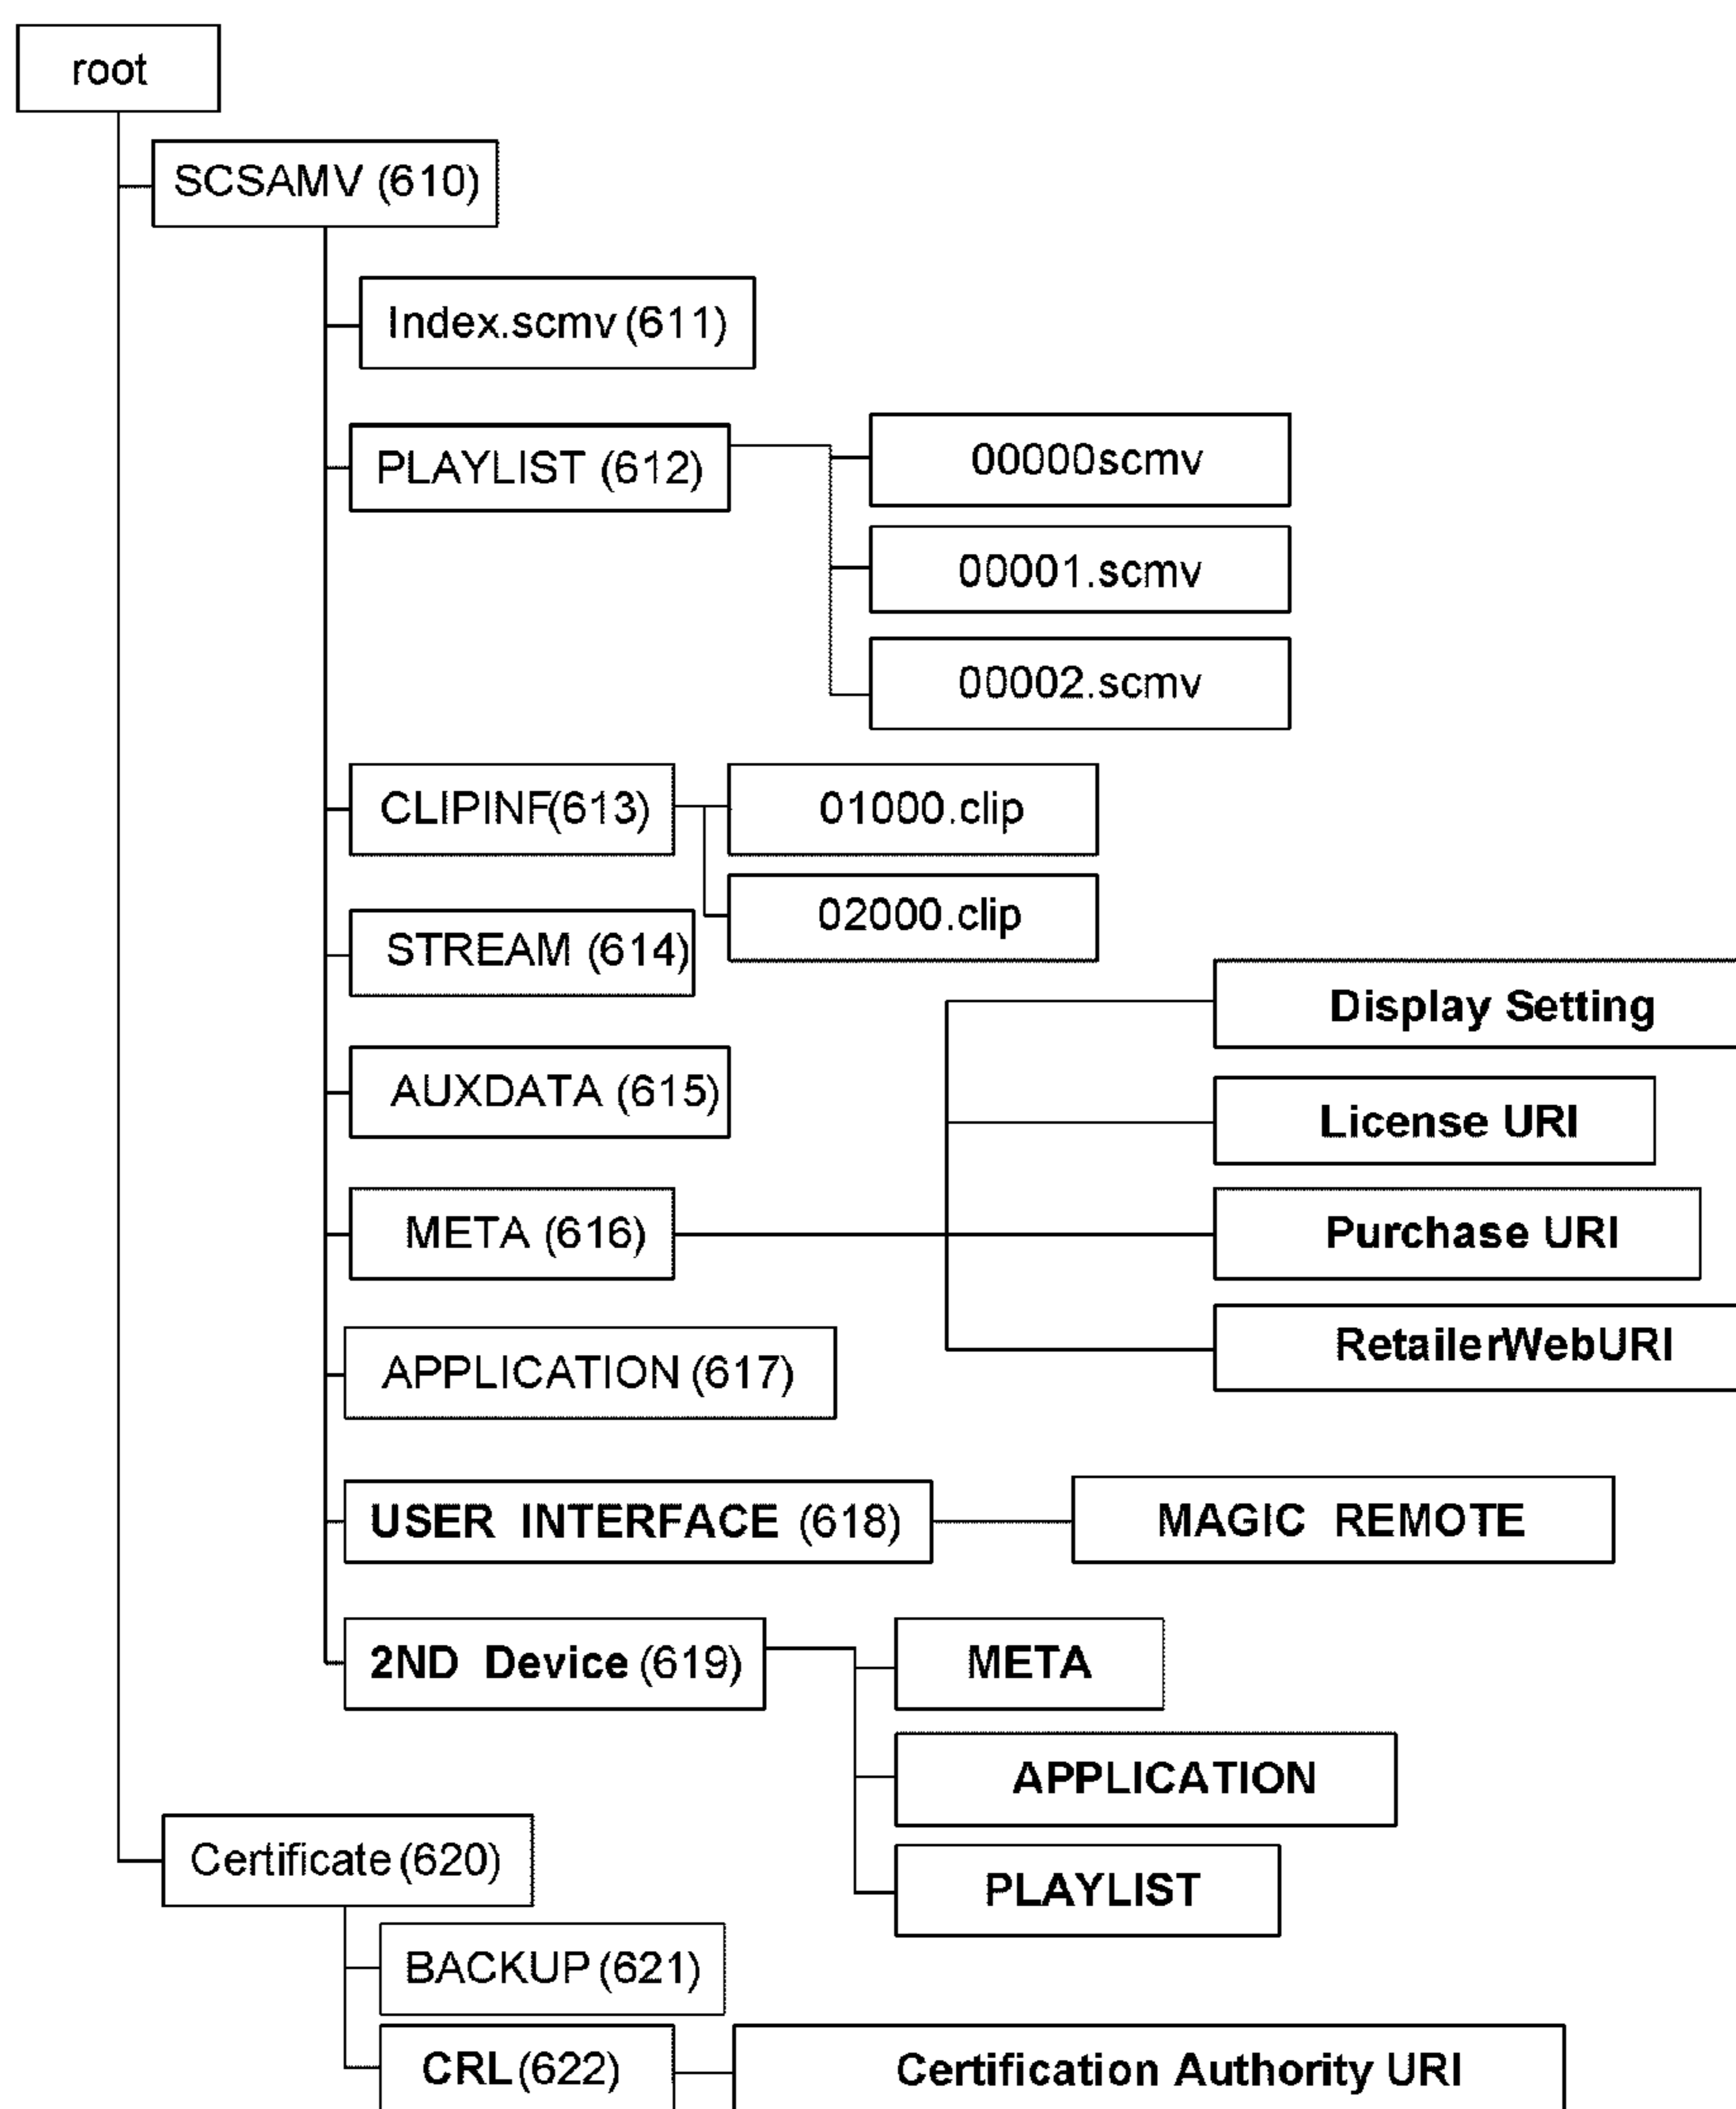 root
SCSAMV (610)
Index.scmv (611)
PLAYLIST (612)
00000scmv
00001.scmv
00002.scmv
CLIPINF(613)
01000.clip
02000.clip
STREAM (614)
AUXDATA (615)
META (616)
Display Setting
License URI
Purchase URI
RetailerWebURI
APPLICATION (617)
USER INTERFACE (618)
MAGIC REMOTE
2ND Device (619)
META
APPLICATION
PLAYLIST
Certificate (620)
BACKUP (621)
CRL (622)
Certification Authority URI